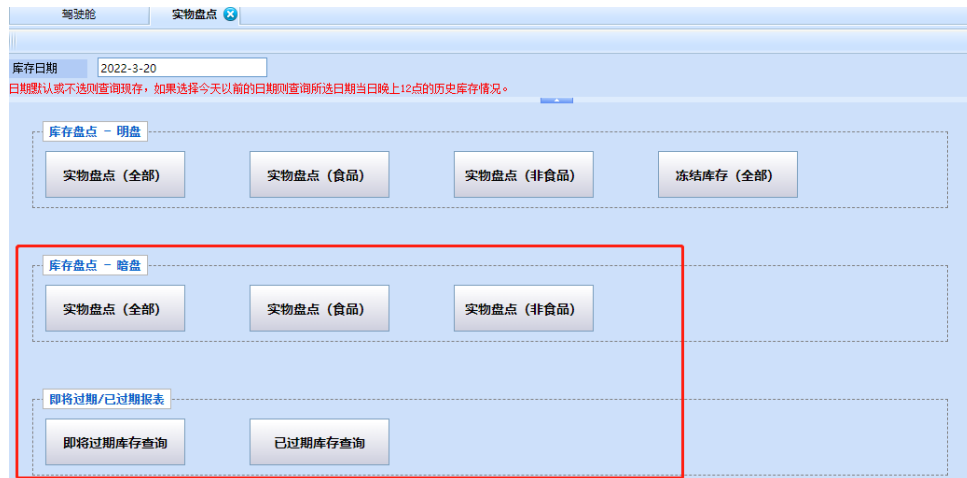 驾驶舱 实物盘点
库存日期 2022-3-20
日期默认或不选则查询现存，如果选择今天以前的日期则查询所选日期当日晚上12点的历史库存情况。
库存盘点 - 明盘
实物盘点（全部） 实物盘点（食品） 实物盘点（非食品） 冻结库存（全部）
库存盘点 - 暗盘
实物盘点（全部） 实物盘点（食品） 实物盘点（非食品）
即将过期/已过期报表
即将过期库存查询 已过期库存查询